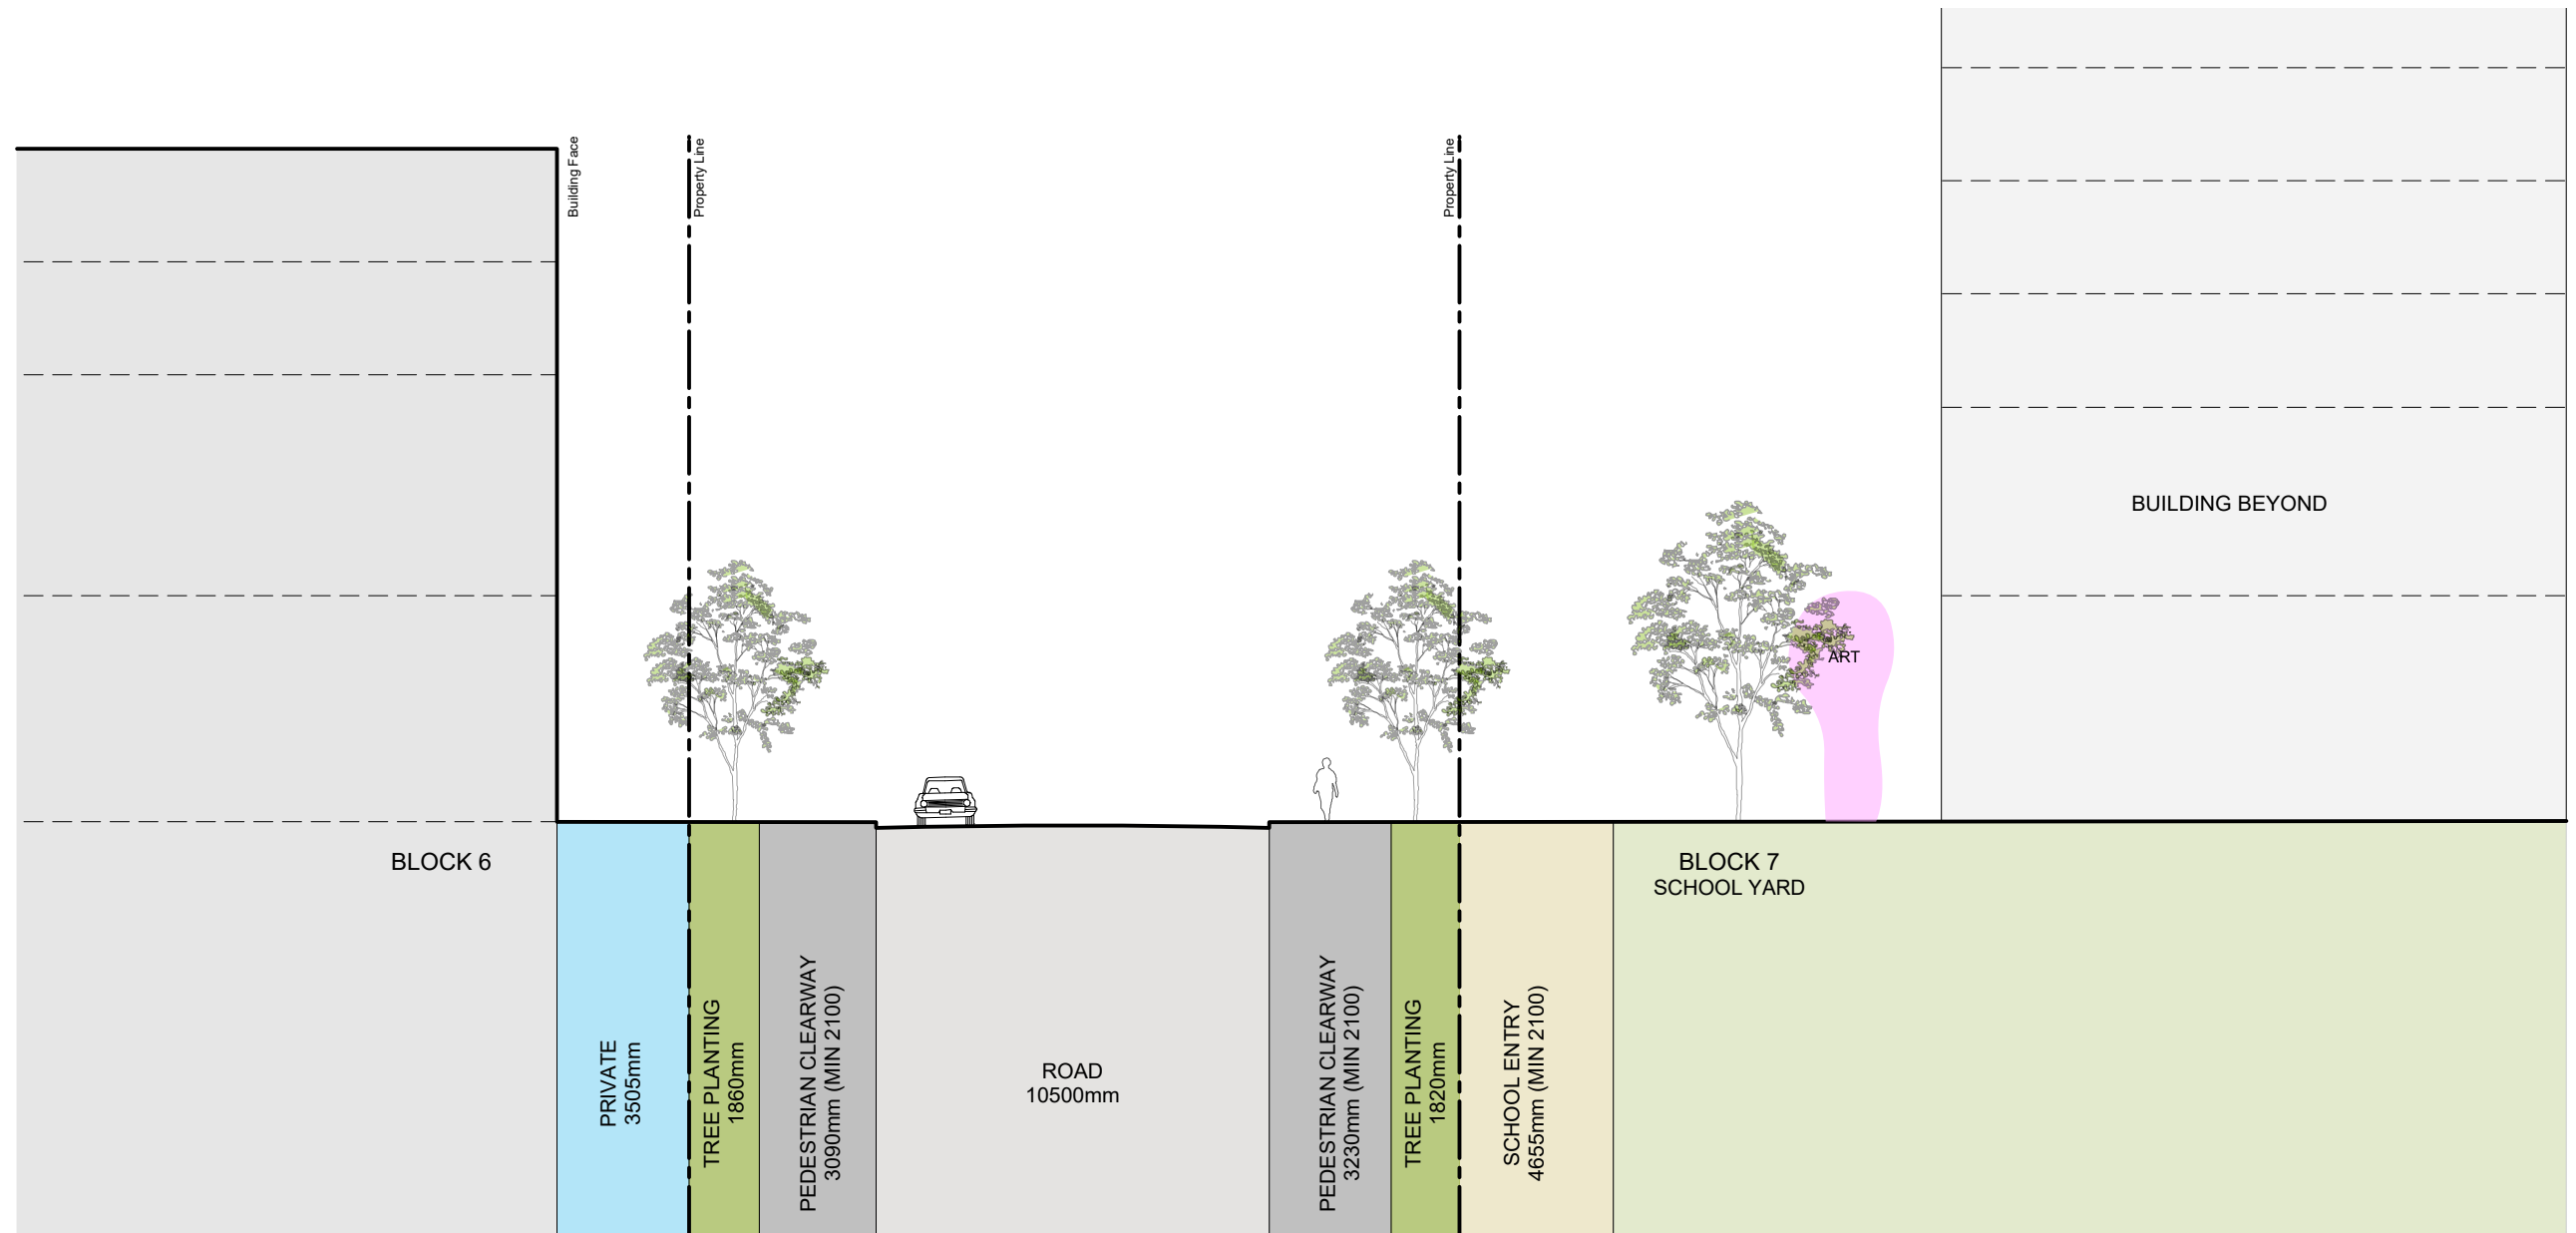 Building Face
Property Line
Property Line
BUILDING BEYOND
ART
BLOCK 6
BLOCK 7
SCHOOL YARD
PRIVATE
3505mm
TREE PLANTING
1860mm
PEDESTRIAN CLEARWAY
3090mm (MIN 2100)
ROAD
10500mm
PEDESTRIAN CLEARWAY
3230mm (MIN 2100)
TREE PLANTING
1820mm
SCHOOL ENTRY
4655mm (MIN 2100)